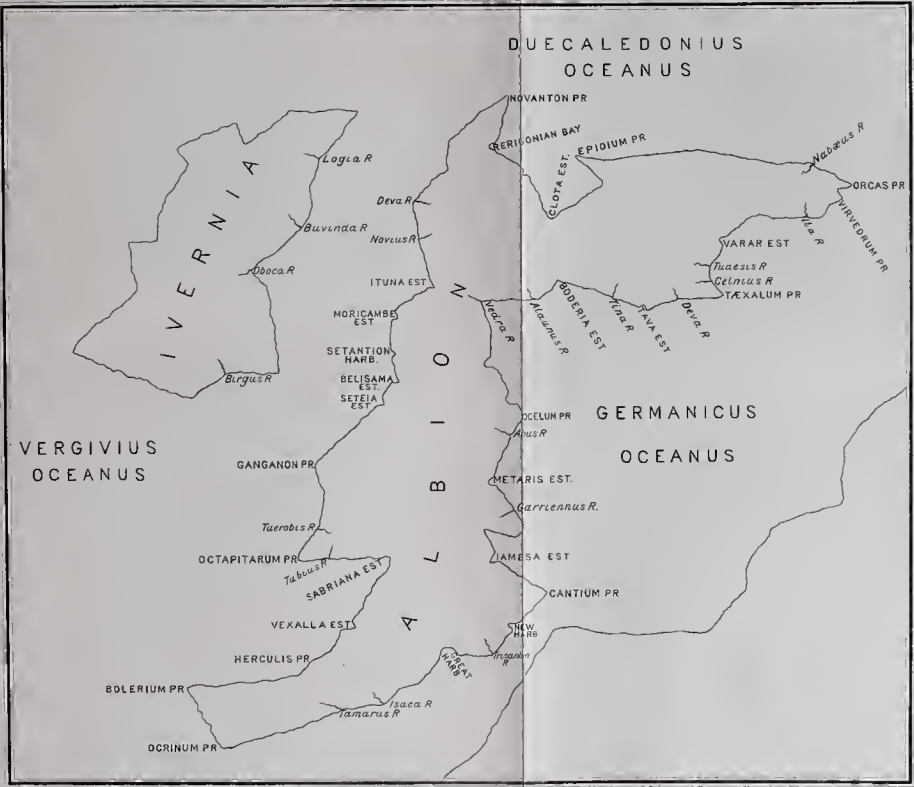 DUECALEDONIUS
OCEANUS
NOVANTON PR
RERIGONIAN BAY
EPIDIUM PR
CLOTA EST.
Nabæus R
ORCAS PR
VIRVEDRUM PR
Ila R
VARAR EST
Tuaesis R
Celnius R
TÆXALUM PR
Deva R
TAVA EST
Tina R
BODERIA EST
Alaunus R
Vedra R
IVERNIA
Logia R
Buvinda R
Oboca R
Birgus R
Deva R
Novius R
ITUNA EST
MORICAMBE
EST
SETANTION
HARB.
BELISAMA
EST.
SETEIA
EST
ALBION
OCELUM PR
Abus R
GERMANICUS
OCEANUS
VERGIVIUS
OCEANUS
GANGANON PR
METARIS EST.
Garriennus R.
Tuerobis R
OCTAPITARUM PR
Tubius R
SABRIANA EST
IAMESA EST
CANTIUM PR
VEXALLA EST
NEW
HARB
HERCULIS PR
GREAT
HARB
Trisanton
R
BOLERIUM PR
Isaca R
Tamarus R
OCRINUM PR